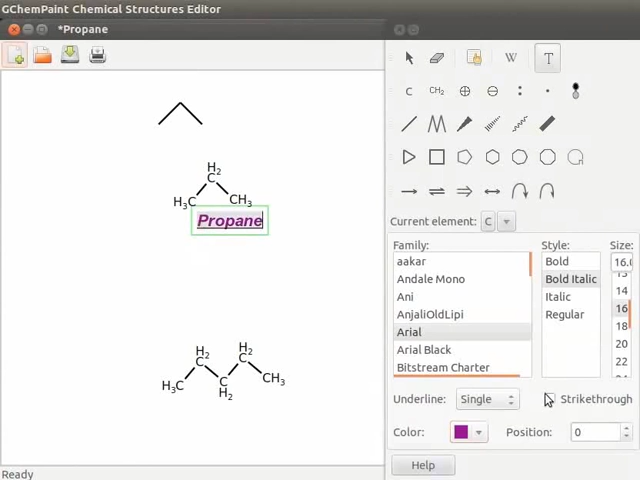 GChemPaint Chemical Structures Editor
*Propane
W
T
C
CH2
H2
C
H3C
CH3
Propane
Current element: C
Family:
Style:
Size:
aakar
Andale Mono
Ani
AnjaliOldLipi
Arial
Arial Black
Bitstream Charter
Bold
Bold Italic
Italic
Regular
16.0
13
14
16
18
20
22
24
H2
C
H2
C
H3C
C
H2
CH3
Underline: Single
Strikethrough
Color:
Position: 0
Help
Ready